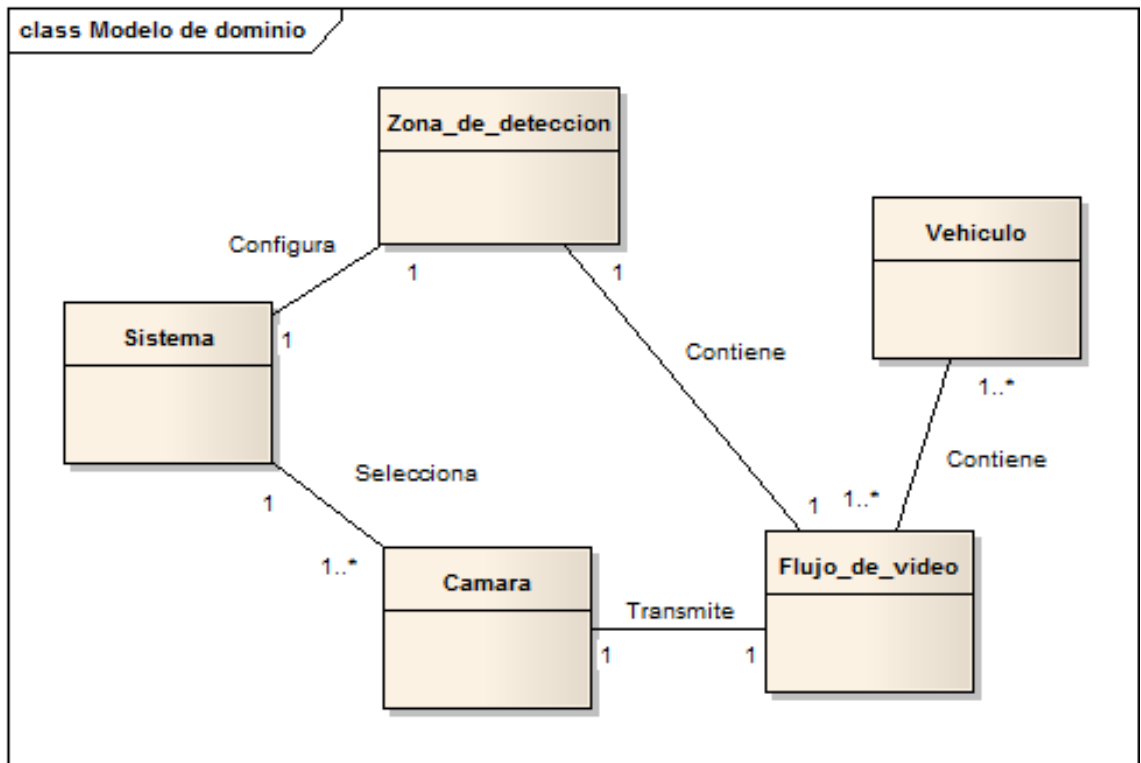 class Modelo de dominio
Zona_de_deteccion
Vehiculo
Configura
1
1
Sistema
1
Contiene
1..*
Selecciona
Contiene
1
1
1..*
1..*
Camara
Flujo_de_video
Transmite
1
1